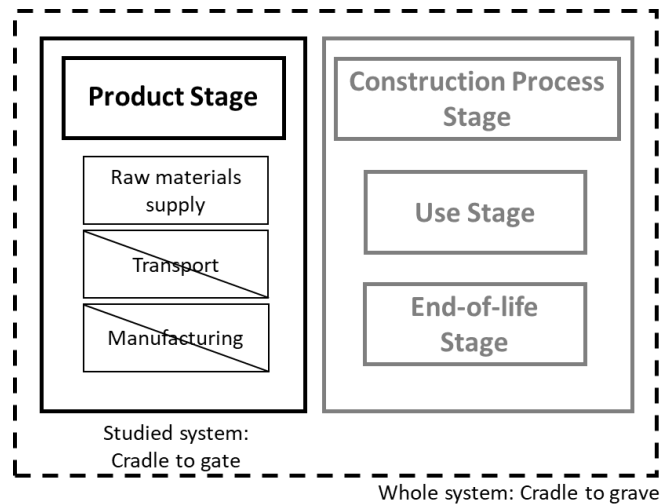 Product Stage
Raw materials
supply
Transport
Manufacturing
Studied system:
Cradle to gate
Construction Process
Stage
Use Stage
End-of-life
Stage
Whole system: Cradle to grave